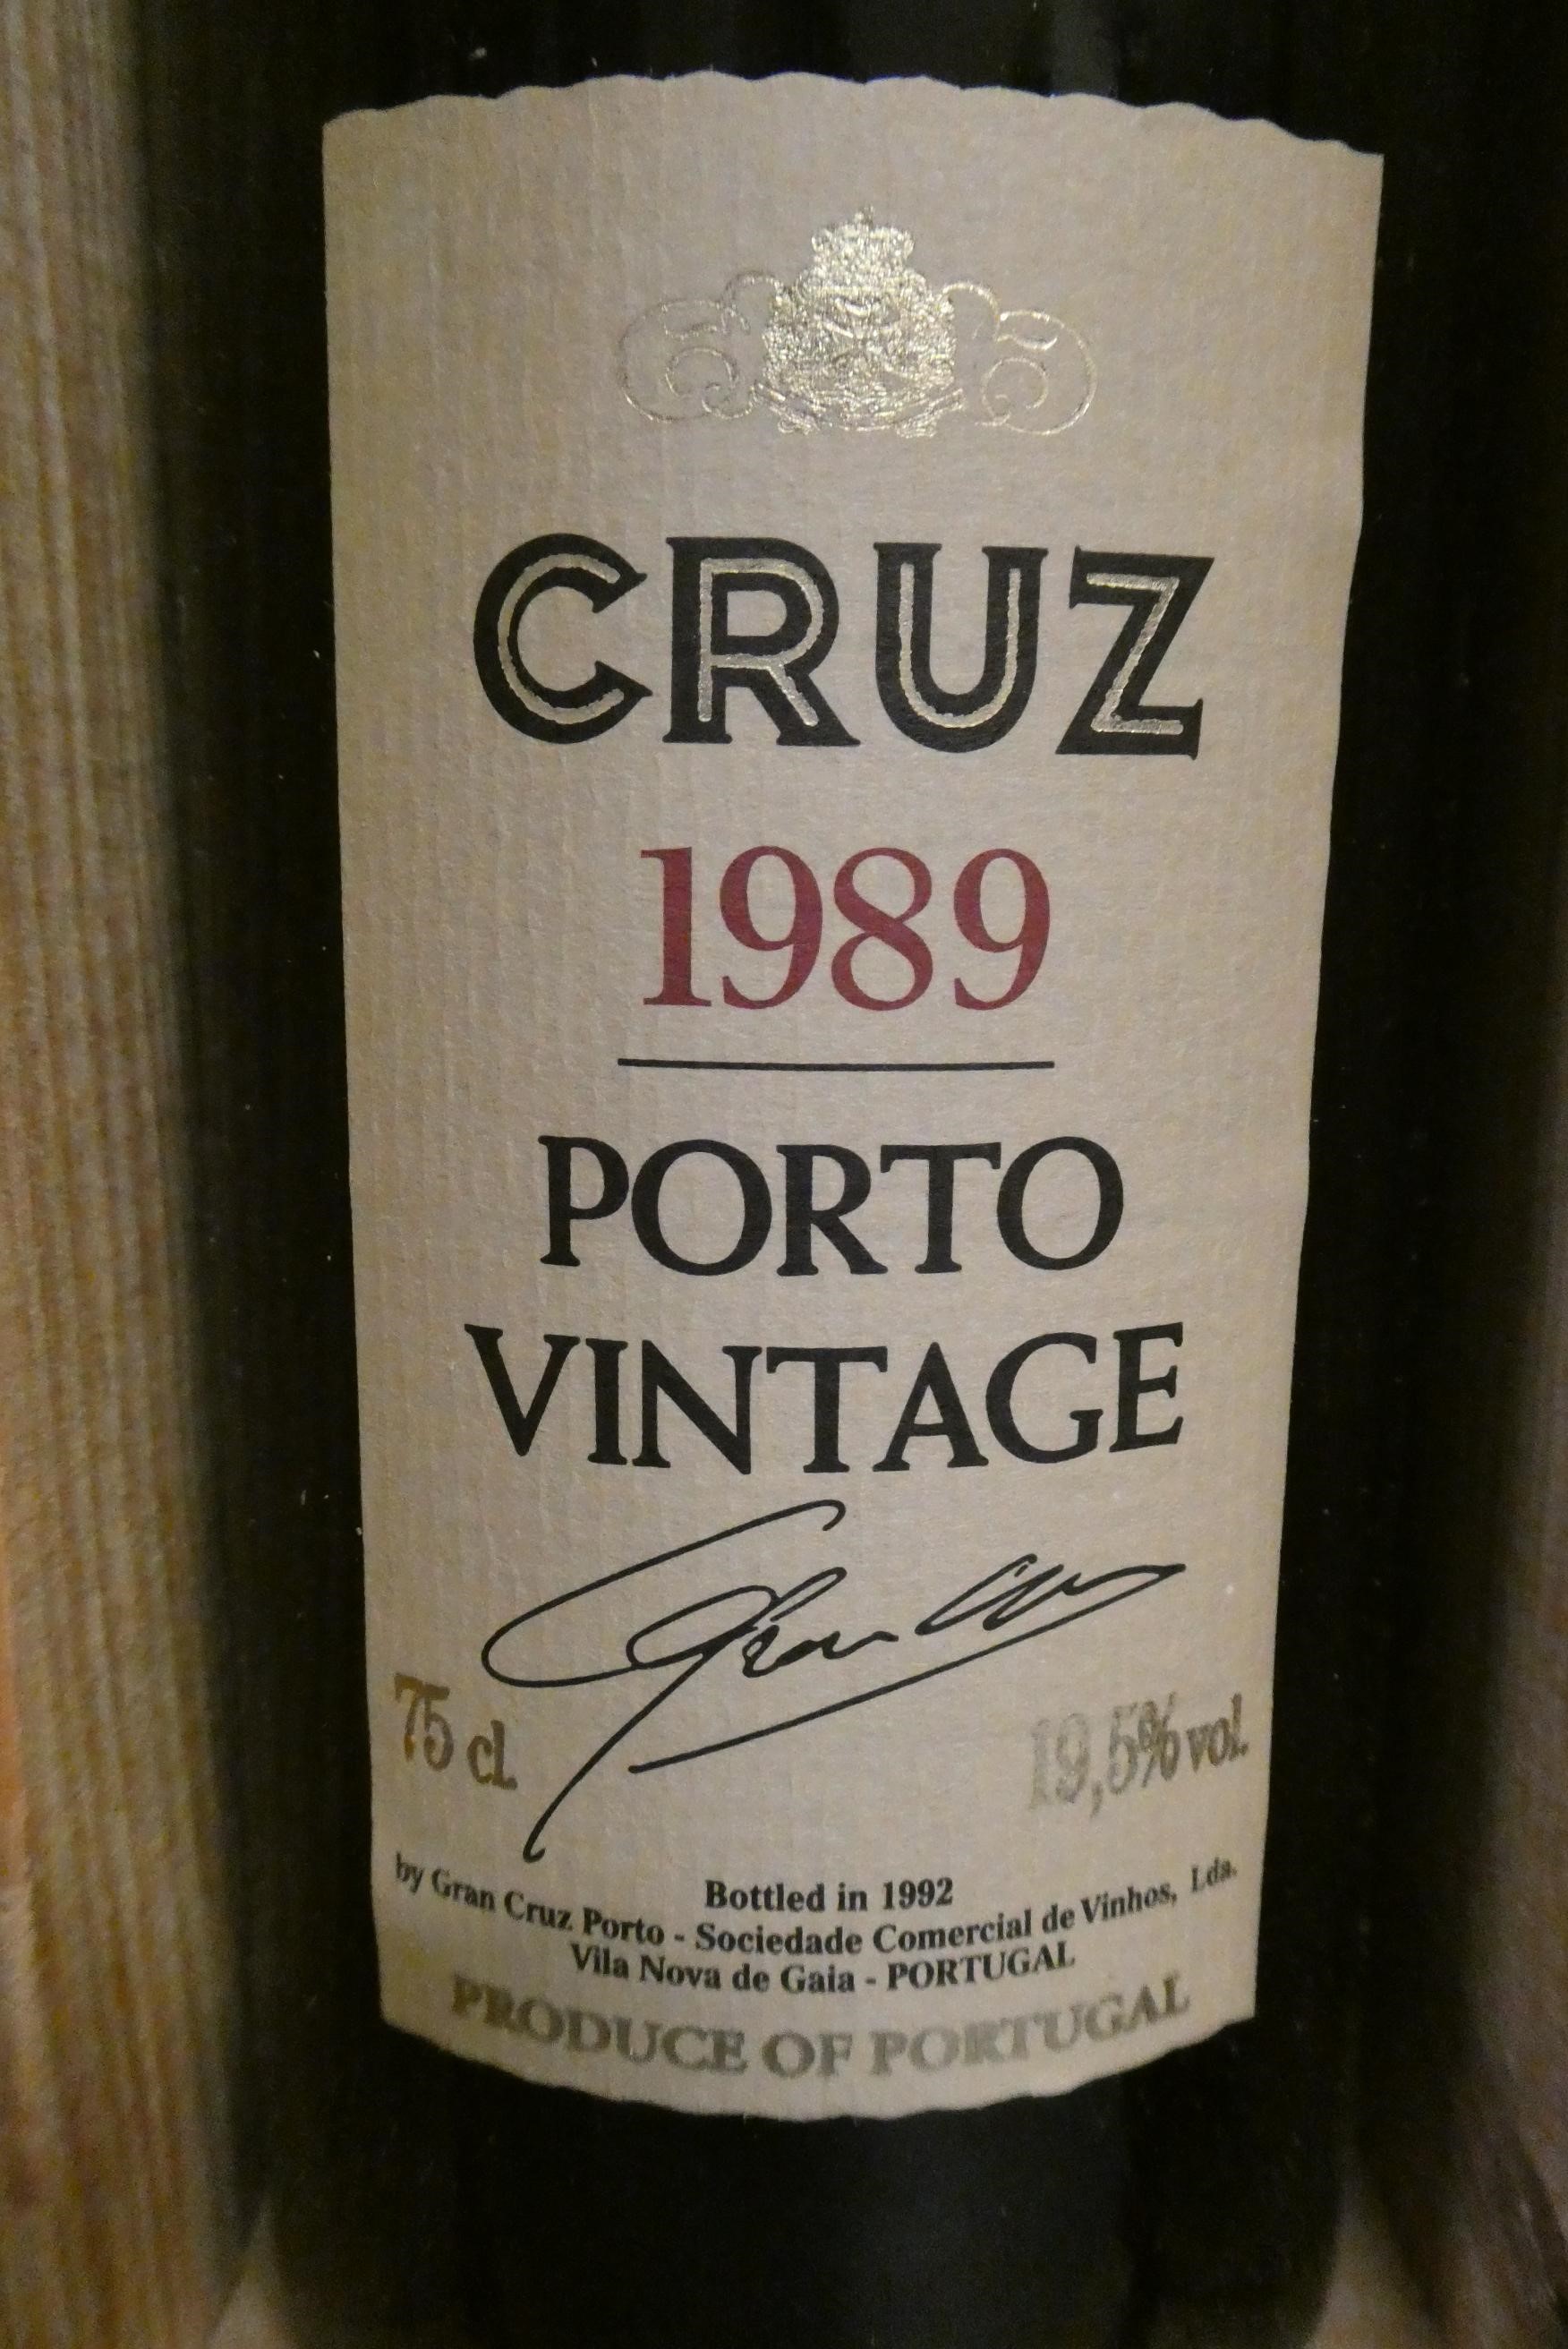 CRUZ
1989
PORTO
VINTAGE
75 cl.
19,5% vol.
Bottled in 1992
by Gran Cruz Porto - Sociedade Comercial de Vinhos, Lda.
Vila Nova de Gaia - PORTUGAL
PRODUCE OF PORTUGAL